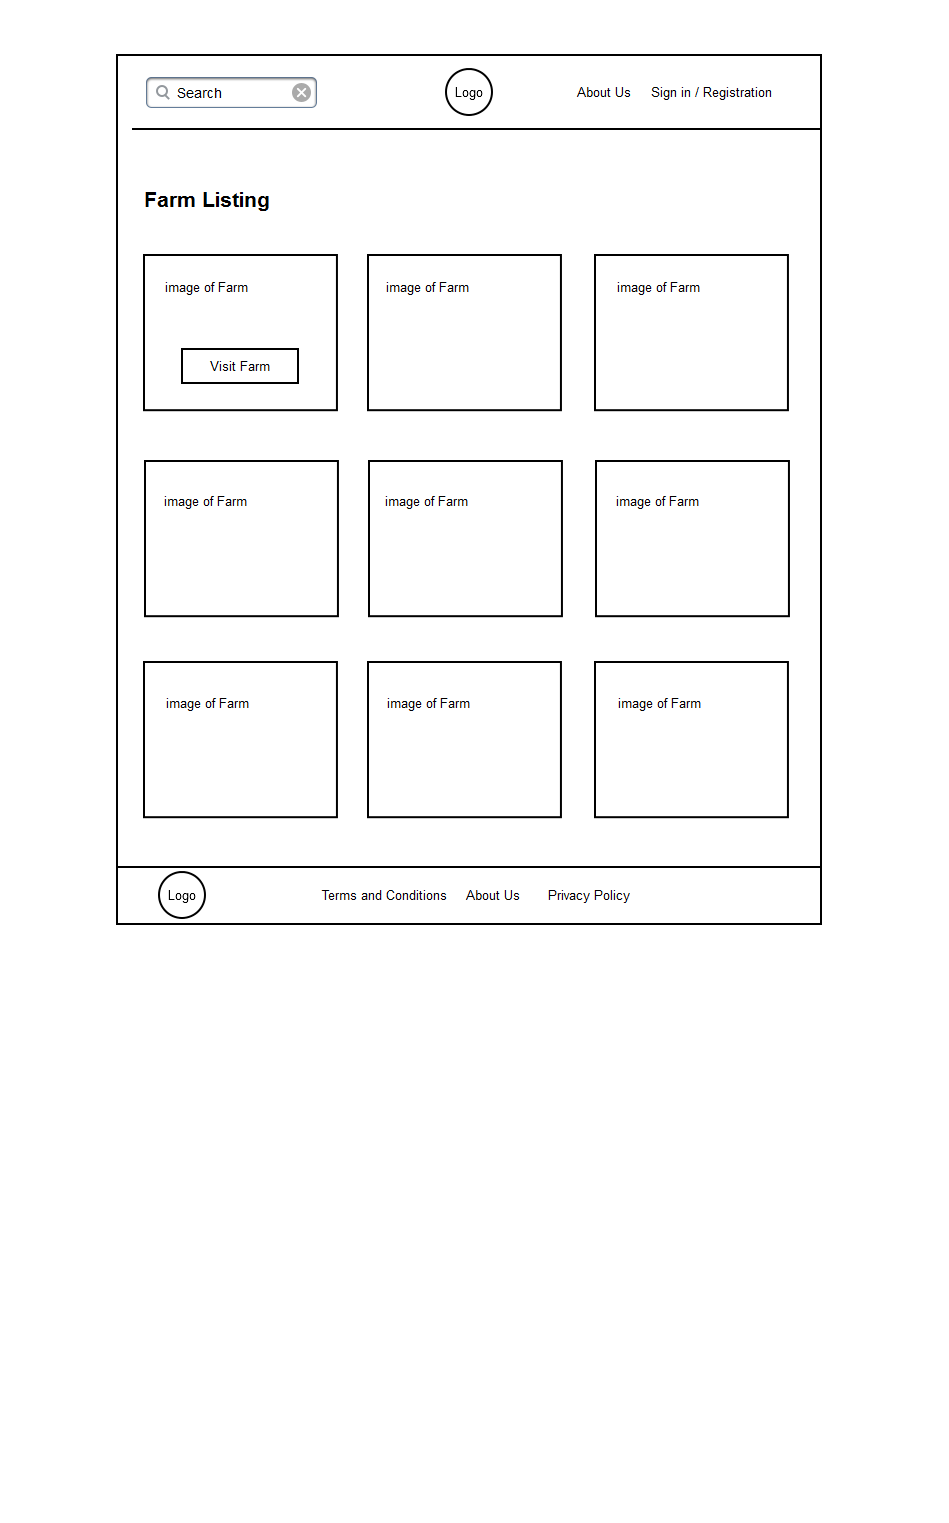 Search
Logo
About Us
Sign in / Registration
Farm Listing
image of Farm
image of Farm
image of Farm
Visit Farm
image of Farm
image of Farm
image of Farm
image of Farm
image of Farm
image of Farm
Logo
Terms and Conditions
About Us
Privacy Policy